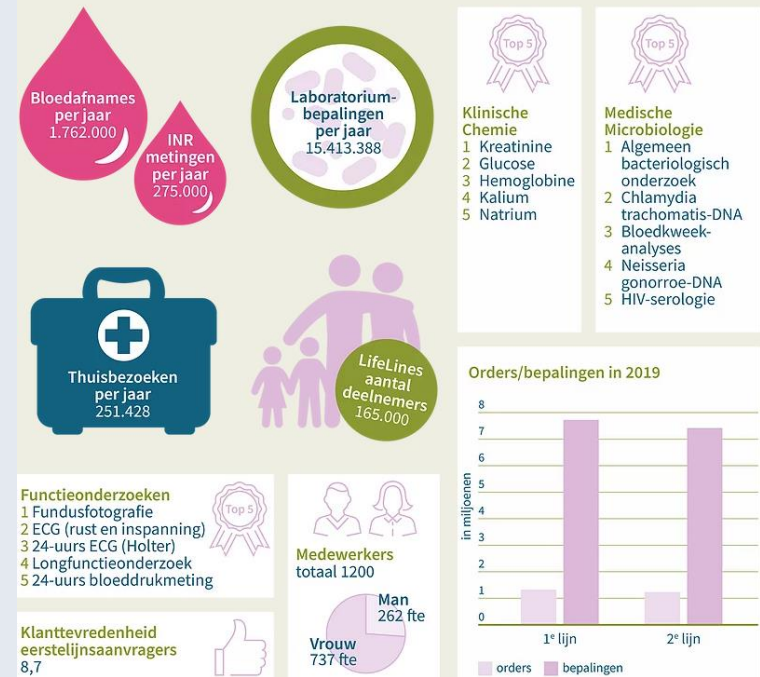 Bloedafnames
per jaar
1.762.000
INR
metingen
per jaar
275.000
Laboratorium-
bepalingen
per jaar
15.413.388
Top 5
Klinische
Chemie
1 Kreatinine
2 Glucose
3 Hemoglobine
4 Kalium
5 Natrium
Top 5
Medische
Microbiologie
1 Algemeen
bacteriologisch
onderzoek
2 Chlamydia
trachomatis-DNA
3 Bloedkweek-
analyses
4 Neisseria
gonorroe-DNA
5 HIV-serologie
Thuisbezoeken
per jaar
251.428
LifeLines
aantal
deelnemers
165.000
Orders/bepalingen in 2019
in miljoenen
8
7
6
5
4
3
2
1
0
1e lijn
2e lijn
orders
bepalingen
Functieonderzoeken
1 Fundusfotografie
2 ECG (rust en inspanning)
3 24-uurs ECG (Holter)
4 Longfunctieonderzoek
5 24-uurs bloeddrukmeting
Top 5
Medewerkers
totaal 1200
Man
262 fte
Vrouw
737 fte
Klanttevredenheid
eerstelijnsaanvragers
8,7